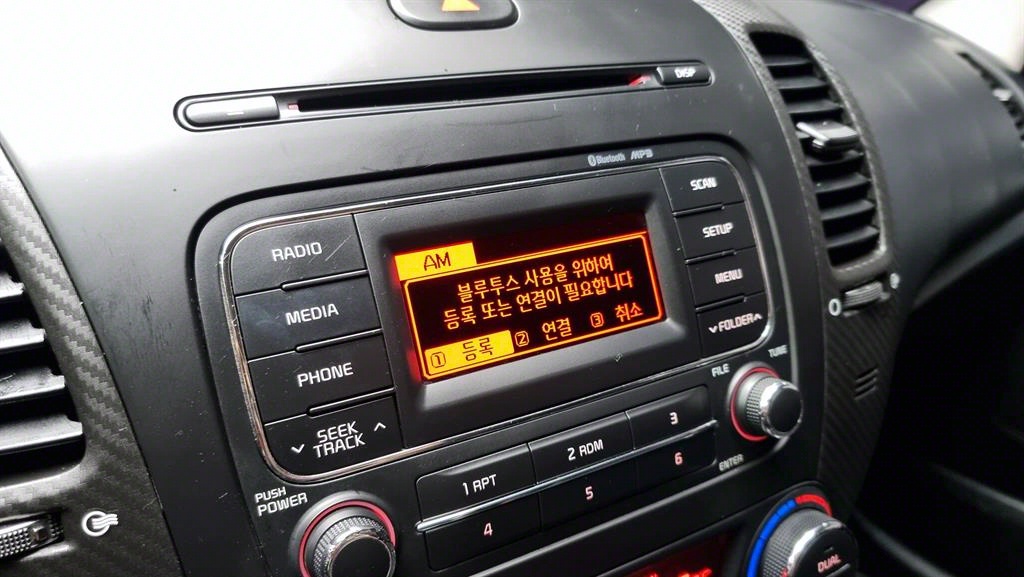 DISP
Bluetooth MP3
RADIO
MEDIA
PHONE
SEEK
TRACK
AM
블루투스 사용을 위하여
등록 또는 연결이 필요합니다
1 등록 2 연결 3 취소
SCAN
SETUP
MENU
FOLDER
TUNE
FILE
ENTER
PUSH
POWER
1 RPT
2 RDM
3
4
5
6
DUAL